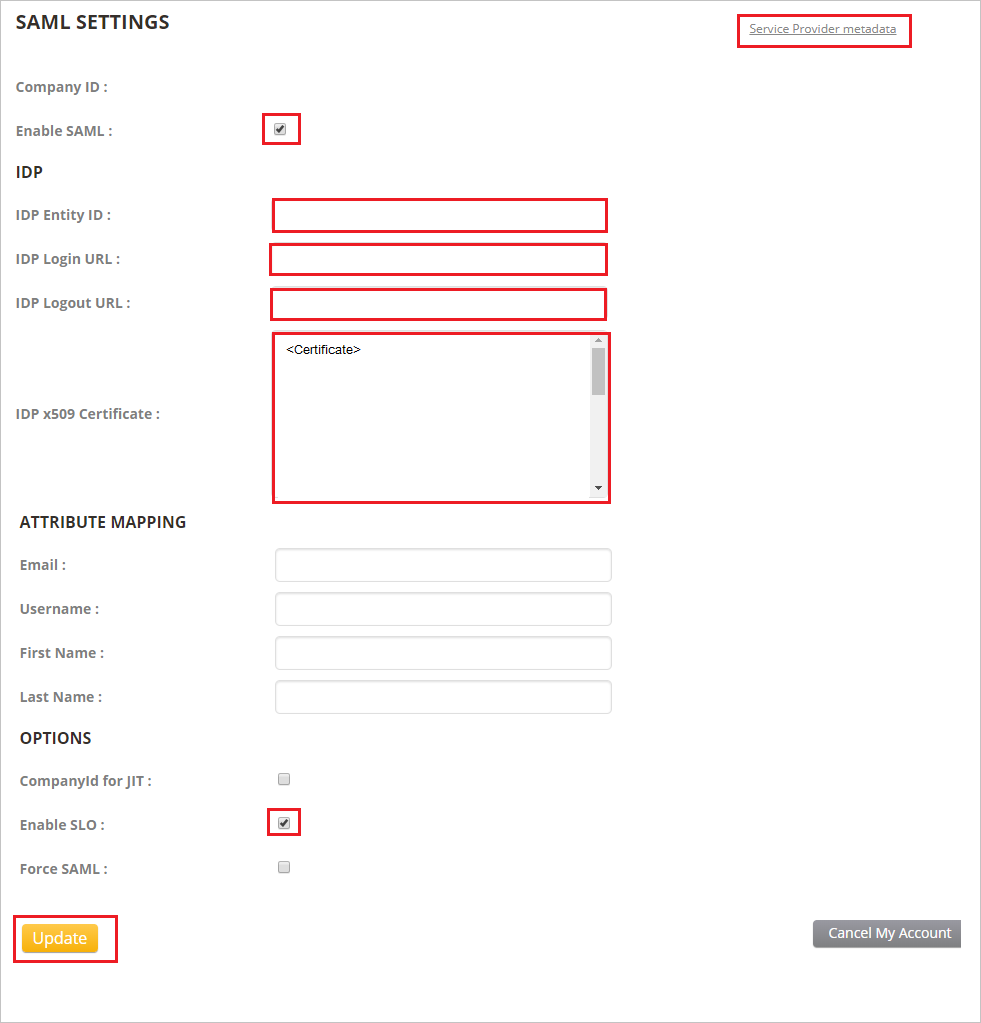 SAML SETTINGS
Service Provider metadata
Company ID :
Enable SAML :
IDP
IDP Entity ID :
IDP Login URL :
IDP Logout URL :
<Certificate>
IDP x509 Certificate :
ATTRIBUTE MAPPING
Email :
Username :
First Name :
Last Name :
OPTIONS
CompanyId for JIT :
Enable SLO :
Force SAML :
Update
Cancel My Account